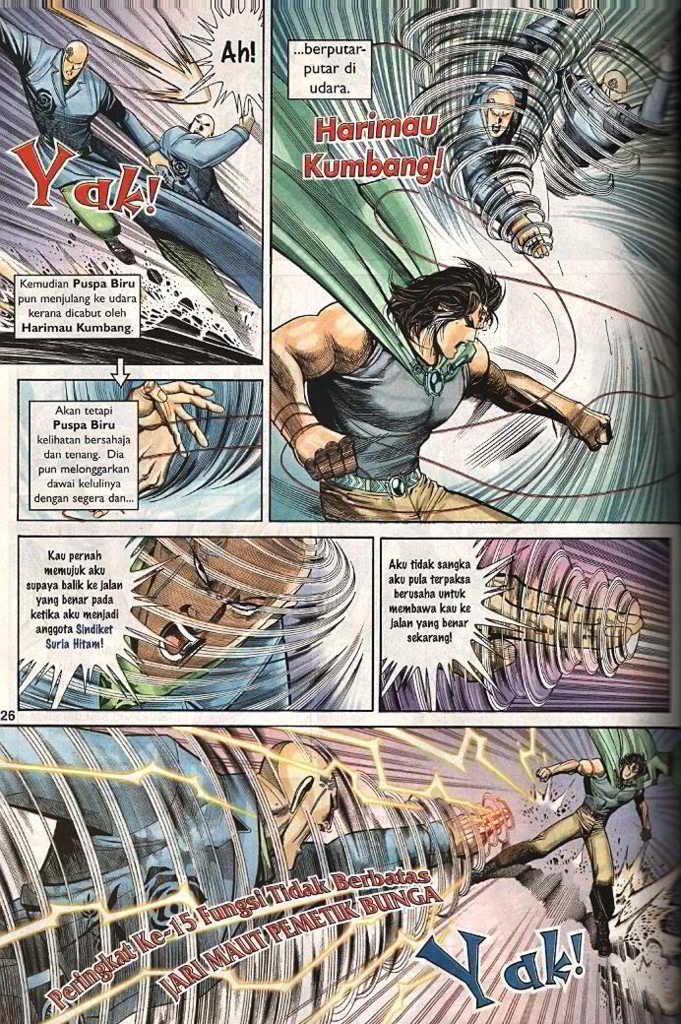 Ah!
Yak!
Kemudian Puspa Biru
pun menjulang ke udara
kerana dicabut oleh
Harimau Kumbang.
...berputar-
putar di
udara.
Harimau
Kumbang!
Akan tetapi
Puspa Biru
kelihatan bersahaja
dan tenang. Dia
pun melonggarkan
dawai kelulinya
dengan segera dan...
Kau pernah
memujuk aku
supaya balik ke jalan
yang benar pada
ketika aku menjadi
anggota Sindiket
Suria Hitam!
Aku tidak sangka
aku pula terpaksa
berusaha untuk
membawa kau ke
jalan yang benar
sekarang!
26
Peringkat Ke-15 Fungsi Tidak Berbatas
JARI MAUT PEMETIK BUNGA
Yak!